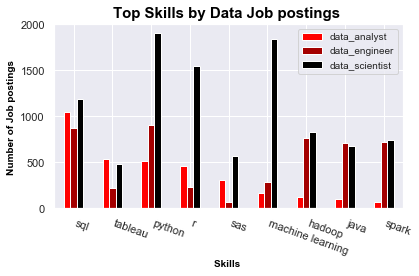 Top Skills by Data Job postings
2000
1500
1000
500
0
Number of Job postings
data_analyst
data_engineer
data_scientist
sql
tableau
python
r
sas
machine learning
hadoop
java
spark
Skills